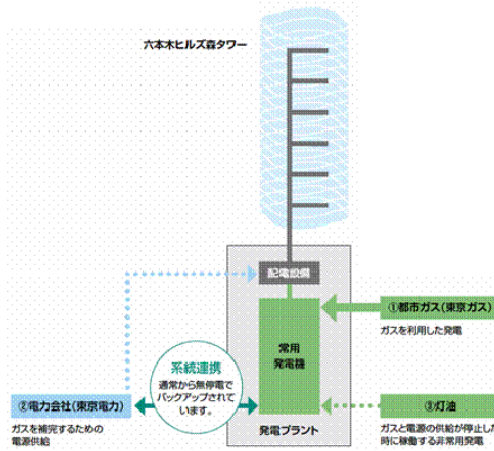 六本木ヒルズ森タワー
配電設備
①都市ガス(東京ガス)
ガスを利用した発電
常用
発電機
系統連携
通常から無停電で
バックアップされて
います。
②電力会社(東京電力)
ガスを補完するための
電源供給
③灯油
ガスと電源の供給が停止した
時に稼働する非常用発電
発電プラント